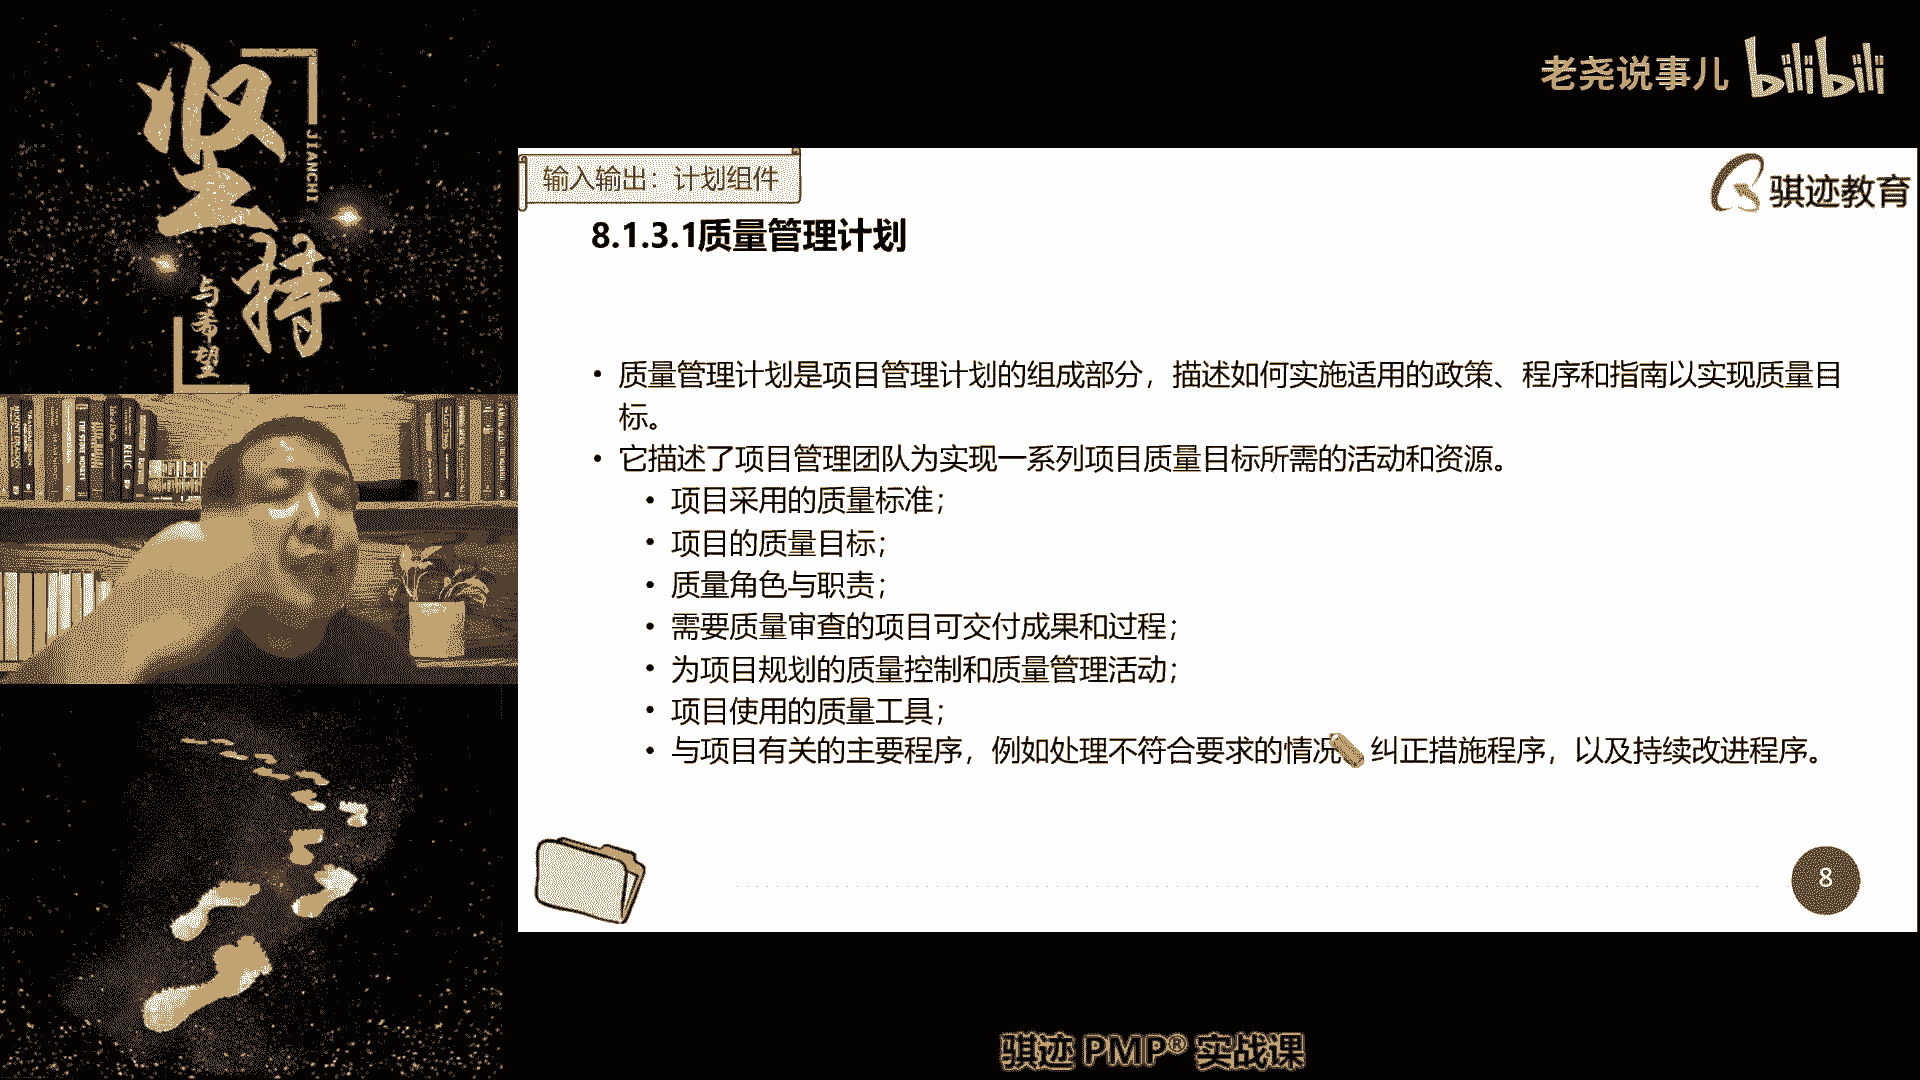 坚持
JIANCHI
与希望
老尧说事儿 bilibili
输入输出：计划组件
骐迹教育
8.1.3.1质量管理计划
• 质量管理计划是项目管理计划的组成部分，描述如何实施适用的政策、程序和指南以实现质量目
标。
• 它描述了项目管理团队为实现一系列项目质量目标所需的活动和资源。
• 项目采用的质量标准；
• 项目的质量目标；
• 质量角色与职责；
• 需要质量审查的项目可交付成果和过程；
• 为项目规划的质量控制和质量管理活动；
• 项目使用的质量工具；
• 与项目有关的主要程序，例如处理不符合要求的情况 纠正措施程序，以及持续改进程序。
8
骐迹 PMP® 实战课